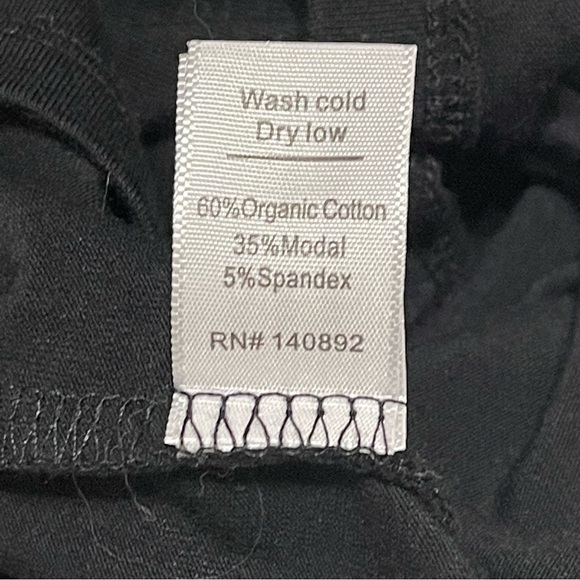 Wash cold
Dry low
60%Organic Cotton
35%Modal
5%Spandex
RN# 140892